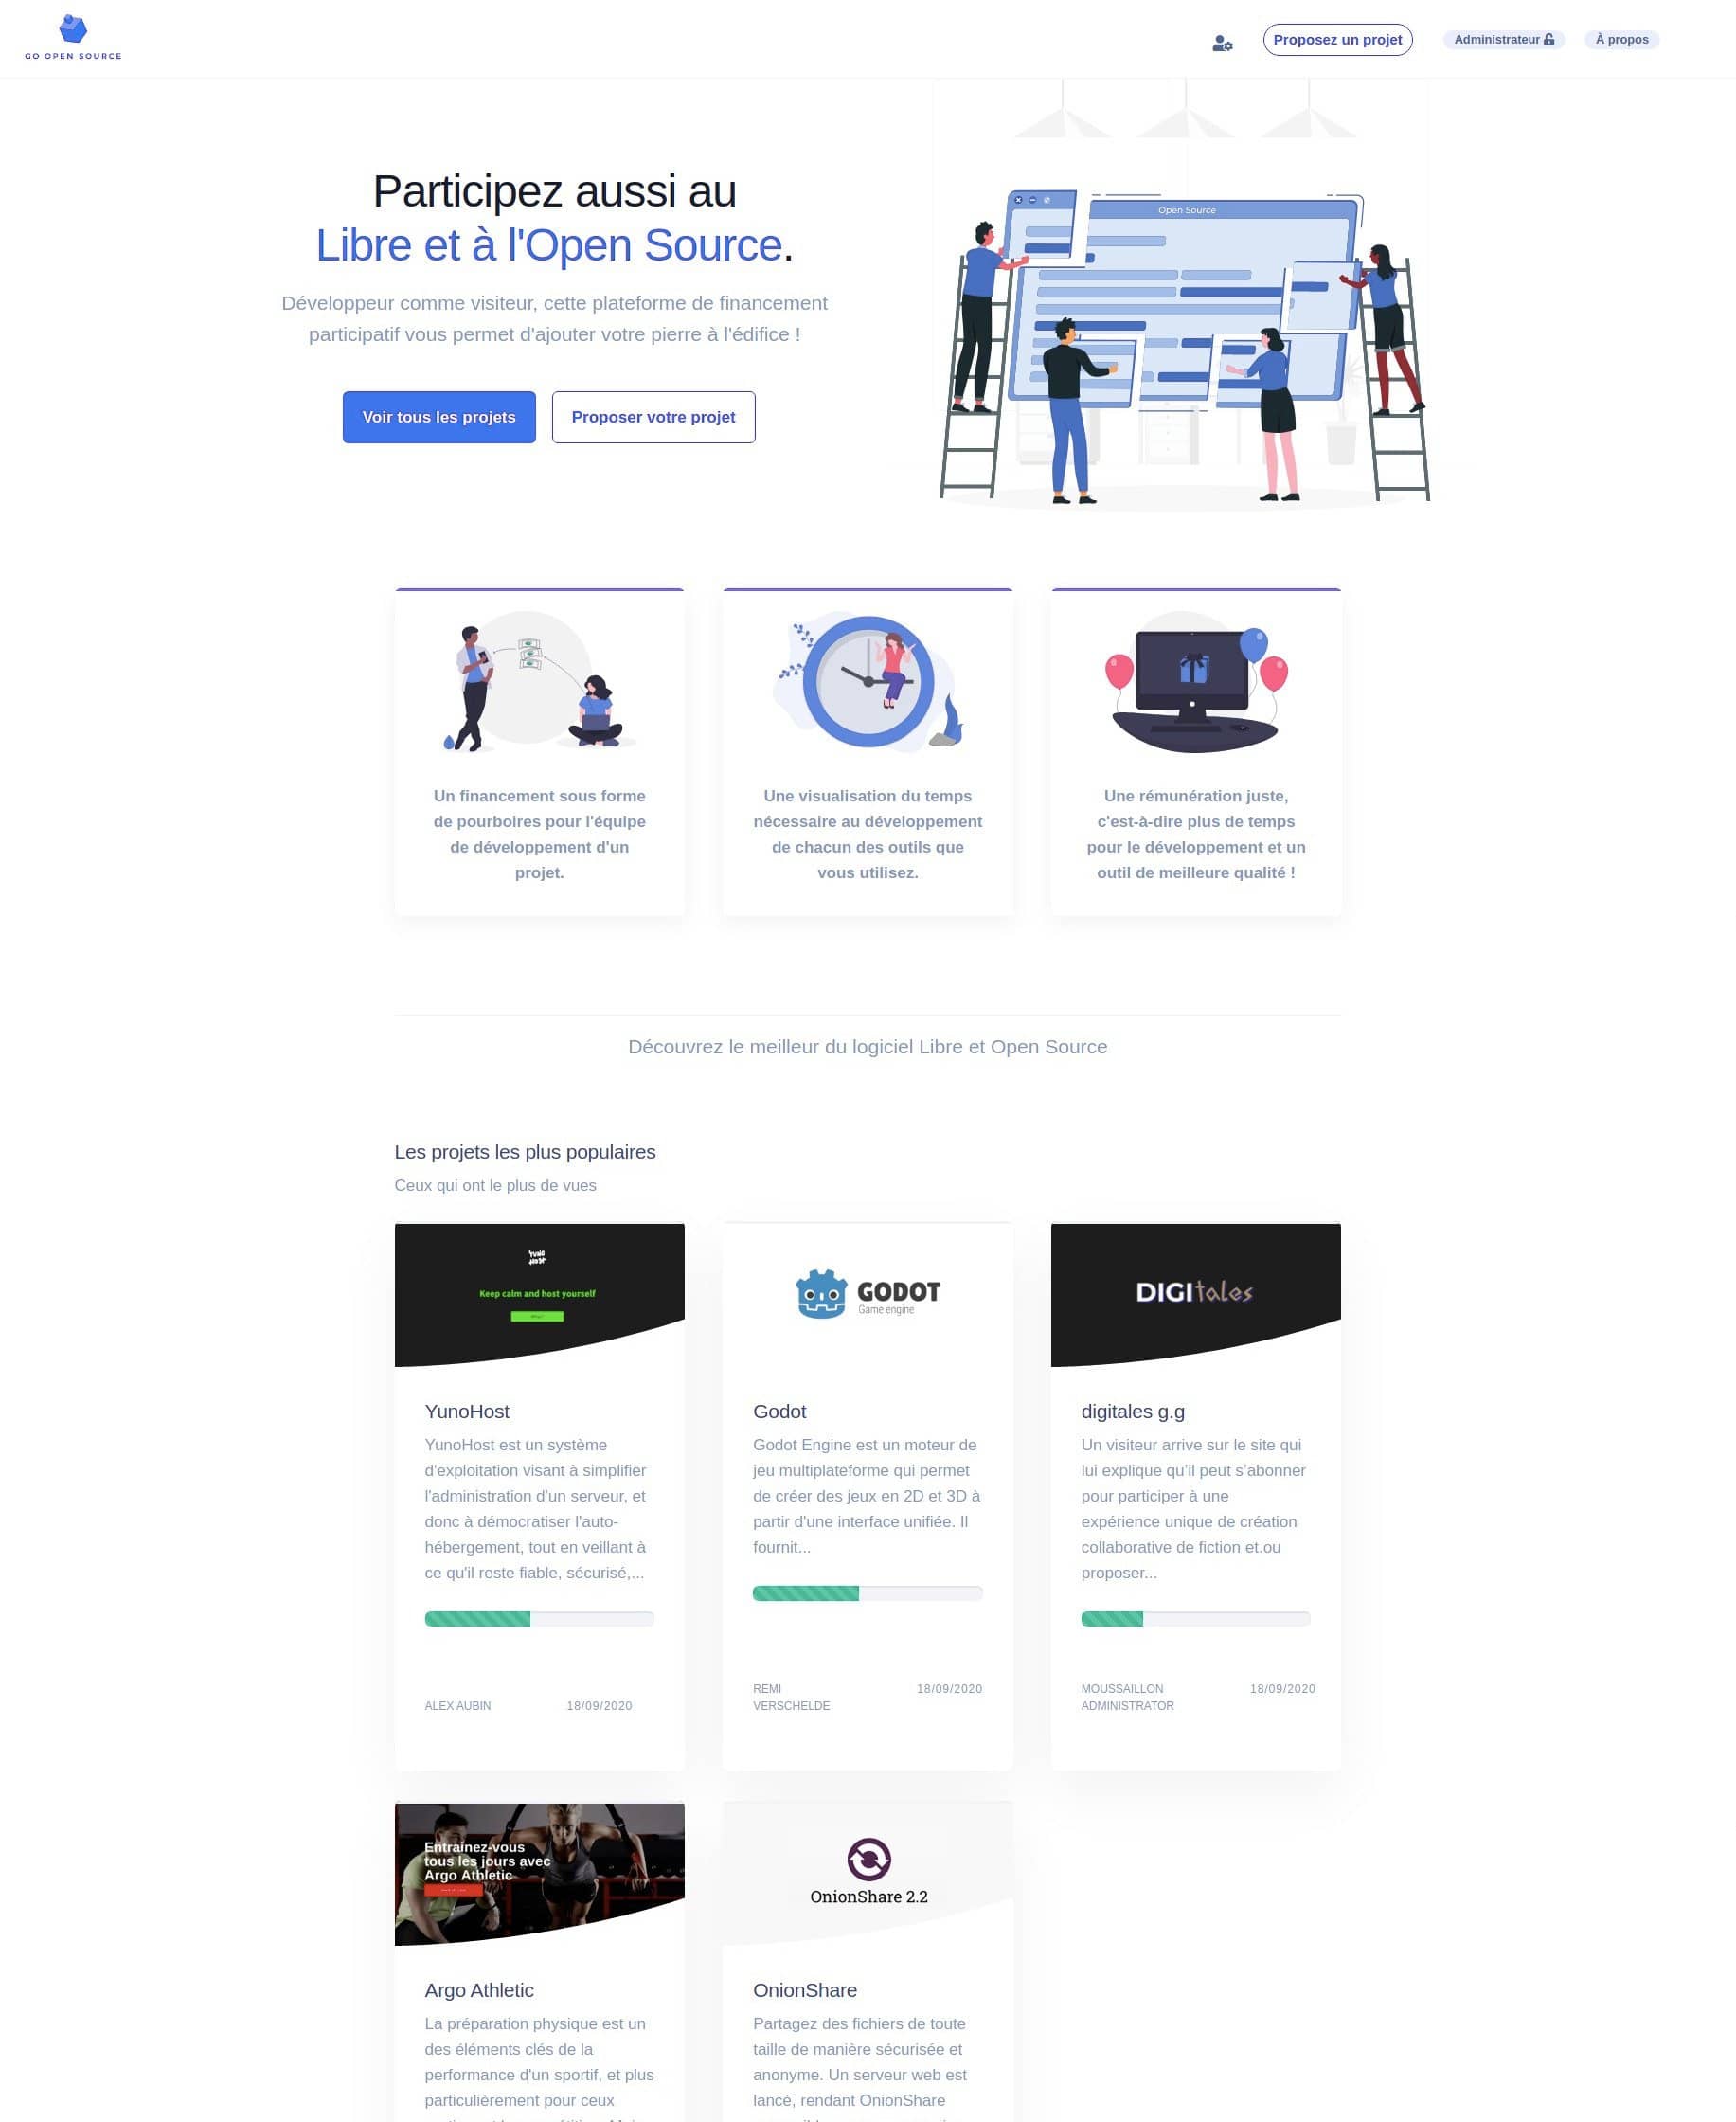 GO OPEN SOURCE
Proposez un projet
Administrateur
À propos
Participez aussi au
Libre et à l'Open Source.
Développeur comme visiteur, cette plateforme de financement
participatif vous permet d'ajouter votre pierre à l'édifice !
Voir tous les projets
Proposer votre projet
Open Source
Un financement sous forme
de pourboires pour l'équipe
de développement d'un
projet.
Une visualisation du temps
nécessaire au développement
de chacun des outils que
vous utilisez.
Une rémunération juste,
c'est-à-dire plus de temps
pour le développement et un
outil de meilleure qualité !
Découvrez le meilleur du logiciel Libre et Open Source
Les projets les plus populaires
Ceux qui ont le plus de vues
YUNO
HOST
Keep calm and host yourself
YunoHost
YunoHost est un système
d'exploitation visant à simplifier
l'administration d'un serveur, et
donc à démocratiser l'auto-
hébergement, tout en veillant à
ce qu'il reste fiable, sécurisé,...
ALEX AUBIN
18/09/2020
GODOT
Game engine
Godot
Godot Engine est un moteur de
jeu multiplateforme qui permet
de créer des jeux en 2D et 3D à
partir d'une interface unifiée. Il
fournit...
REMI
VERSCHELDE
18/09/2020
DIGItales
digitales g.g
Un visiteur arrive sur le site qui
lui explique qu’il peut s’abonner
pour participer à une
expérience unique de création
collaborative de fiction et.ou
proposer...
MOUSSAILLON
ADMINISTRATOR
18/09/2020
Entraînez-vous
tous les jours avec
Argo Athletic
Argo Athletic
La préparation physique est un
des éléments clés de la
performance d'un sportif, et plus
particulièrement pour ceux
OnionShare 2.2
OnionShare
Partagez des fichiers de toute
taille de manière sécurisée et
anonyme. Un serveur web est
lancé, rendant OnionShare